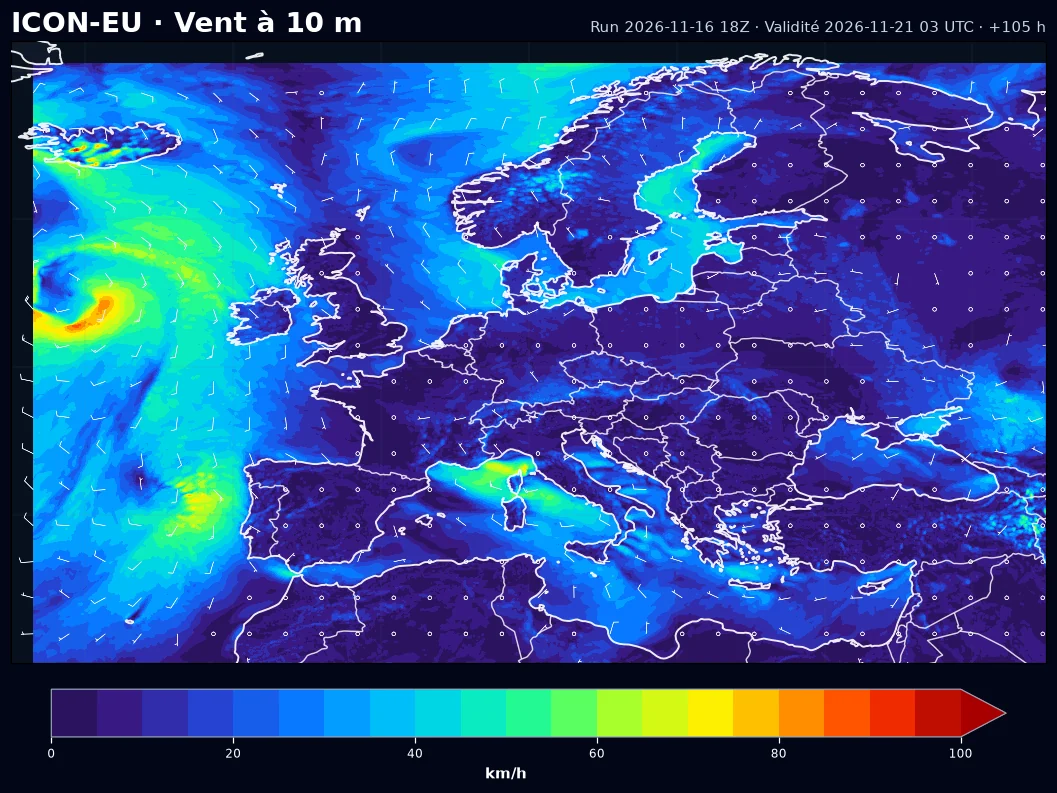 ICON-EU · Vent à 10 m
Run 2026-11-16 18Z · Validité 2026-11-21 03 UTC · +105 h
0 20 40 60 80 100
km/h